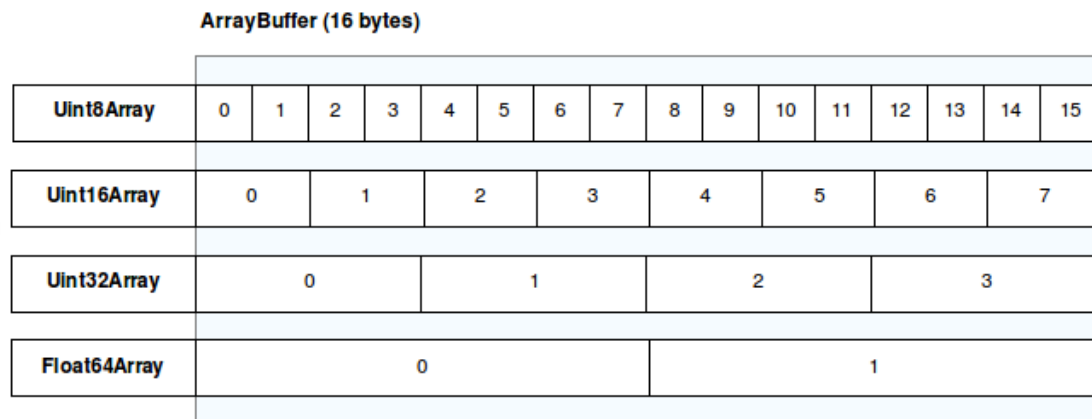 ArrayBuffer (16 bytes)
Uint8Array 0 1 2 3 4 5 6 7 8 9 10 11 12 13 14 15
Uint16Array 0 1 2 3 4 5 6 7
Uint32Array 0 1 2 3
Float64Array 0 1